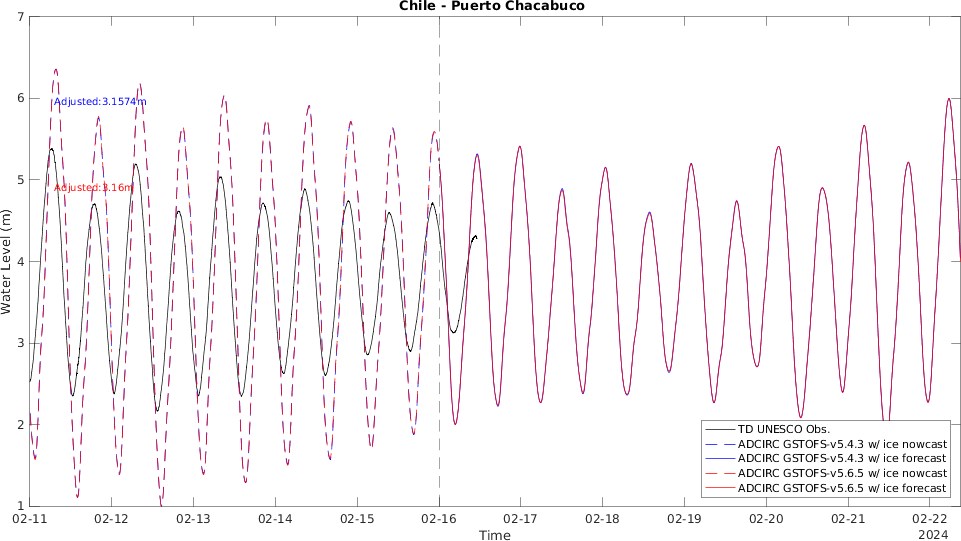 Chile - Puerto Chacabuco
7
6
5
4
3
2
1
Water Level (m)
Adjusted:3.1574m
Adjusted:3.16m
TD UNESCO Obs.
ADCIRC GSTOFS-v5.4.3 w/ ice nowcast
ADCIRC GSTOFS-v5.4.3 w/ ice forecast
ADCIRC GSTOFS-v5.6.5 w/ ice nowcast
ADCIRC GSTOFS-v5.6.5 w/ ice forecast
02-11 02-12 02-13 02-14 02-15 02-16 02-17 02-18 02-19 02-20 02-21 02-22
Time
2024